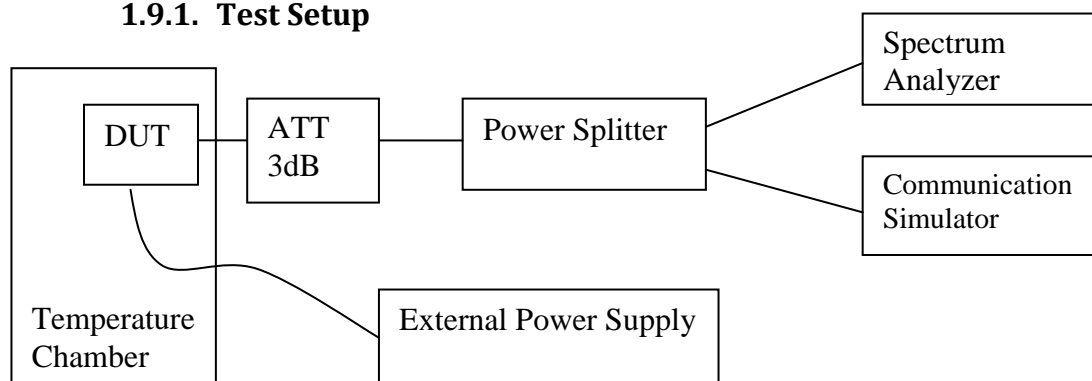 1.9.1. Test Setup
Spectrum
Analyzer
DUT
ATT
3dB
Power Splitter
Communication
Simulator
Temperature
Chamber
External Power Supply